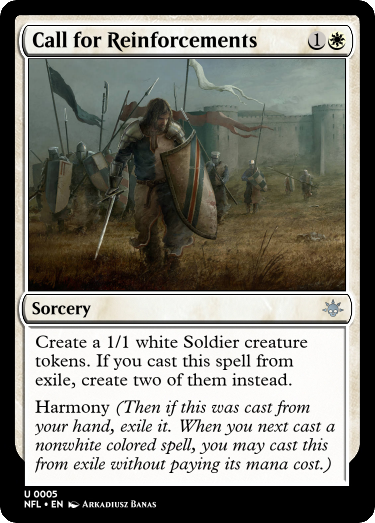 Call for Reinforcements 1
Sorcery
Create a 1/1 white Soldier creature
tokens. If you cast this spell from
exile, create two of them instead.
Harmony (Then if this was cast from
your hand, exile it. When you next cast a
nonwhite colored spell, you may cast this
from exile without paying its mana cost.)
U 0005
NFL • EN Arkadiusz Banas